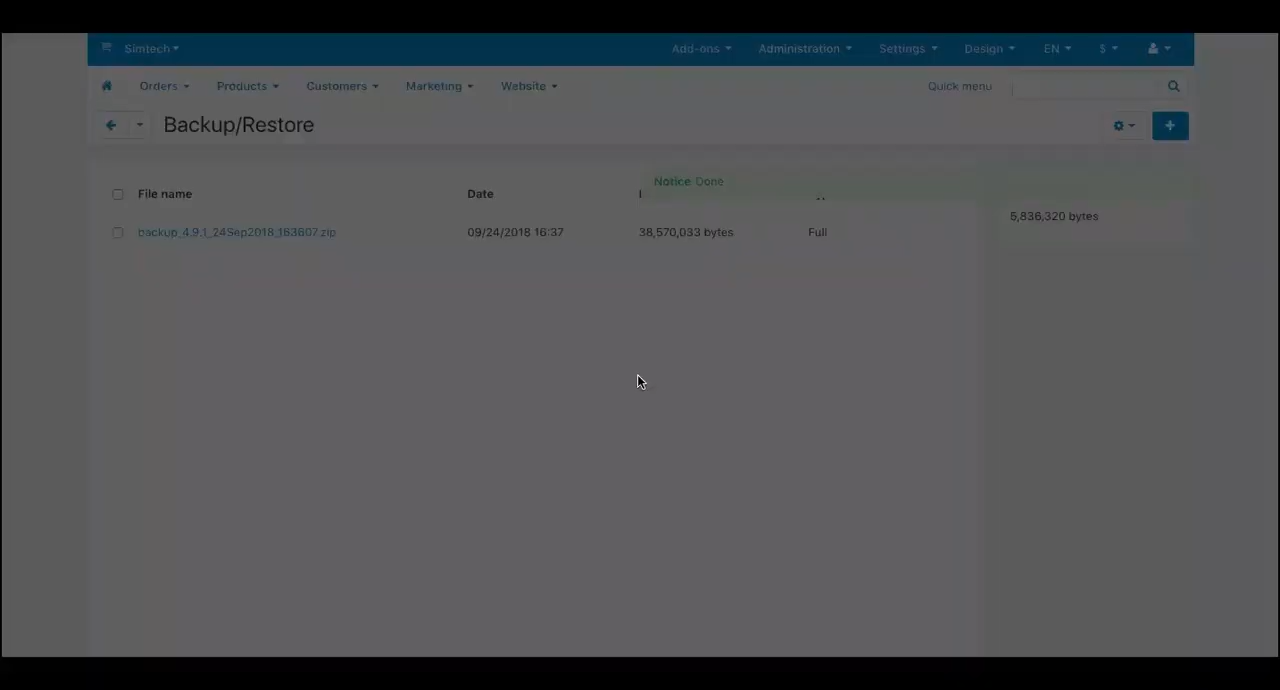 Simtech Add-ons Administration Settings Design EN $
Orders Products Customers Marketing Website Quick menu
Backup/Restore
Notice Done
File name Date
5,836,320 bytes
backup_4.9.1_24Sep2018_163607.zip 09/24/2018 16:37 38,570,033 bytes Full